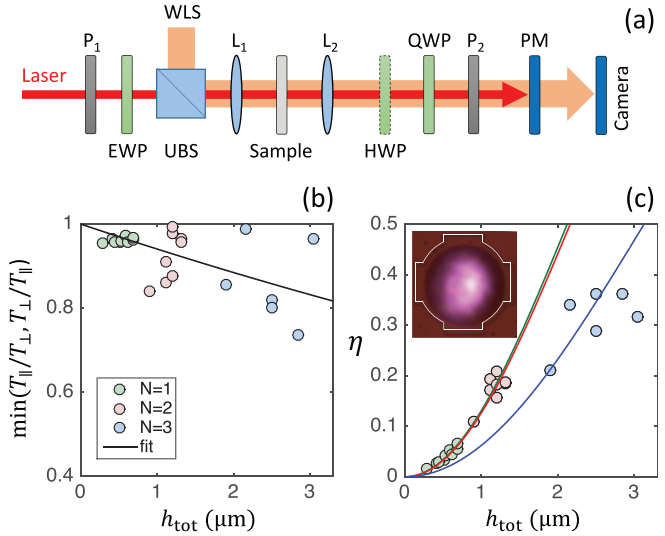 (a)
WLS
P1 L1 L2 QWP P2 PM
Laser
Camera
EWP UBS Sample HWP
(b)
min(T∥/T⊥, T⊥/T∥)
1
0.8
0.6
0.4
N=1
N=2
N=3
fit
0 1 2 3
htot (μm)
(c)
η
0.5
0.4
0.3
0.2
0.1
0
0 1 2 3
htot (μm)